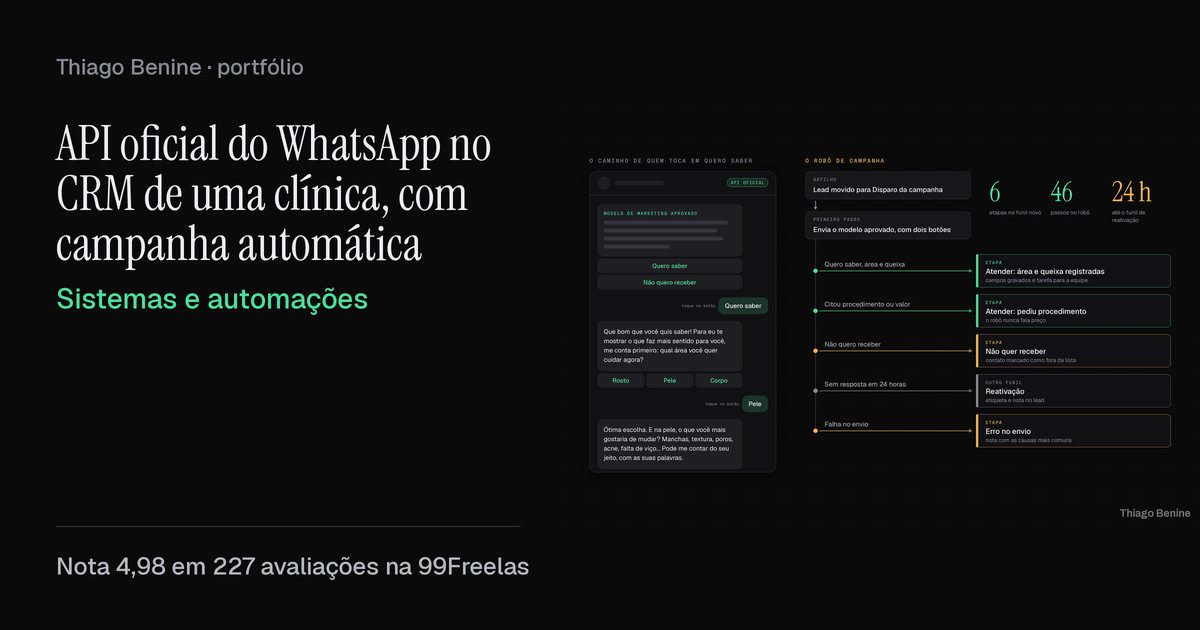 Thiago Benine · portfólio
API oficial do WhatsApp no
CRM de uma clínica, com
campanha automática
Sistemas e automações
Nota 4,98 em 227 avaliações na 99Freelas
O CAMINHO DE QUEM TOCA EM QUERO SABER
API OFICIAL
MODELO DE MARKETING APROVADO
Quero saber
Não quero receber
toque no botão
Quero saber
Que bom que você quis saber! Para eu te
mostrar o que faz mais sentido para você,
me conta primeiro: qual área você quer
cuidar agora?
Rosto
Pele
Corpo
toque no botão
Pele
Ótima escolha. E na pele, o que você mais
gostaria de mudar? Manchas, textura, poros,
acne, falta de viço... Pode me contar do seu
jeito, com as suas palavras.
O ROBÔ DE CAMPANHA
GATILHO
Lead movido para Disparo da campanha
PRIMEIRO PASSO
Envia o modelo aprovado, com dois botões
6
etapas no funil novo
46
passos no robô
24 h
até o funil de
reativação
Quero saber, área e queixa
ETAPA
Atender: área e queixa registradas
campos gravados e tarefa para a equipe
Citou procedimento ou valor
ETAPA
Atender: pediu procedimento
o robô nunca fala preço
Não quero receber
ETAPA
Não quer receber
contato marcado como fora da lista
Sem resposta em 24 horas
OUTRO FUNIL
Reativação
etiqueta e nota no lead
Falha no envio
ETAPA
Erro no envio
nota com as causas mais comuns
Thiago Benine